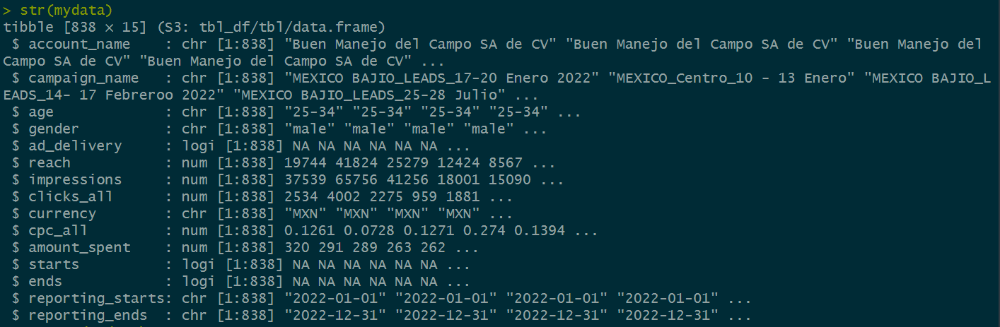 > str(mydata)
tibble [838 × 15] (S3: tbl_df/tbl/data.frame)
 $ account_name    : chr [1:838] "Buen Manejo del Campo SA de CV" "Buen Manejo del Campo SA de CV" "Buen Manejo del
Campo SA de CV" "Buen Manejo del Campo SA de CV" ...
 $ campaign_name   : chr [1:838] "MEXICO BAJIO_LEADS_17-20 Enero 2022" "MEXICO_Centro_10 - 13 Enero" "MEXICO BAJIO_L
EADS_14- 17 Febreroo 2022" "MEXICO BAJIO_LEADS_25-28 Julio" ...
 $ age             : chr [1:838] "25-34" "25-34" "25-34" "25-34" ...
 $ gender          : chr [1:838] "male" "male" "male" "male" ...
 $ ad_delivery     : logi [1:838] NA NA NA NA NA NA ...
 $ reach           : num [1:838] 19744 41824 25279 12424 8567 ...
 $ impressions     : num [1:838] 37539 65756 41256 18001 15090 ...
 $ clicks_all      : num [1:838] 2534 4002 2275 959 1881 ...
 $ currency        : chr [1:838] "MXN" "MXN" "MXN" "MXN" ...
 $ cpc_all         : num [1:838] 0.1261 0.0728 0.1271 0.274 0.1394 ...
 $ amount_spent    : num [1:838] 320 291 289 263 262 ...
 $ starts          : logi [1:838] NA NA NA NA NA NA ...
 $ ends            : logi [1:838] NA NA NA NA NA NA ...
 $ reporting_starts: chr [1:838] "2022-01-01" "2022-01-01" "2022-01-01" "2022-01-01" ...
 $ reporting_ends  : chr [1:838] "2022-12-31" "2022-12-31" "2022-12-31" "2022-12-31" ...